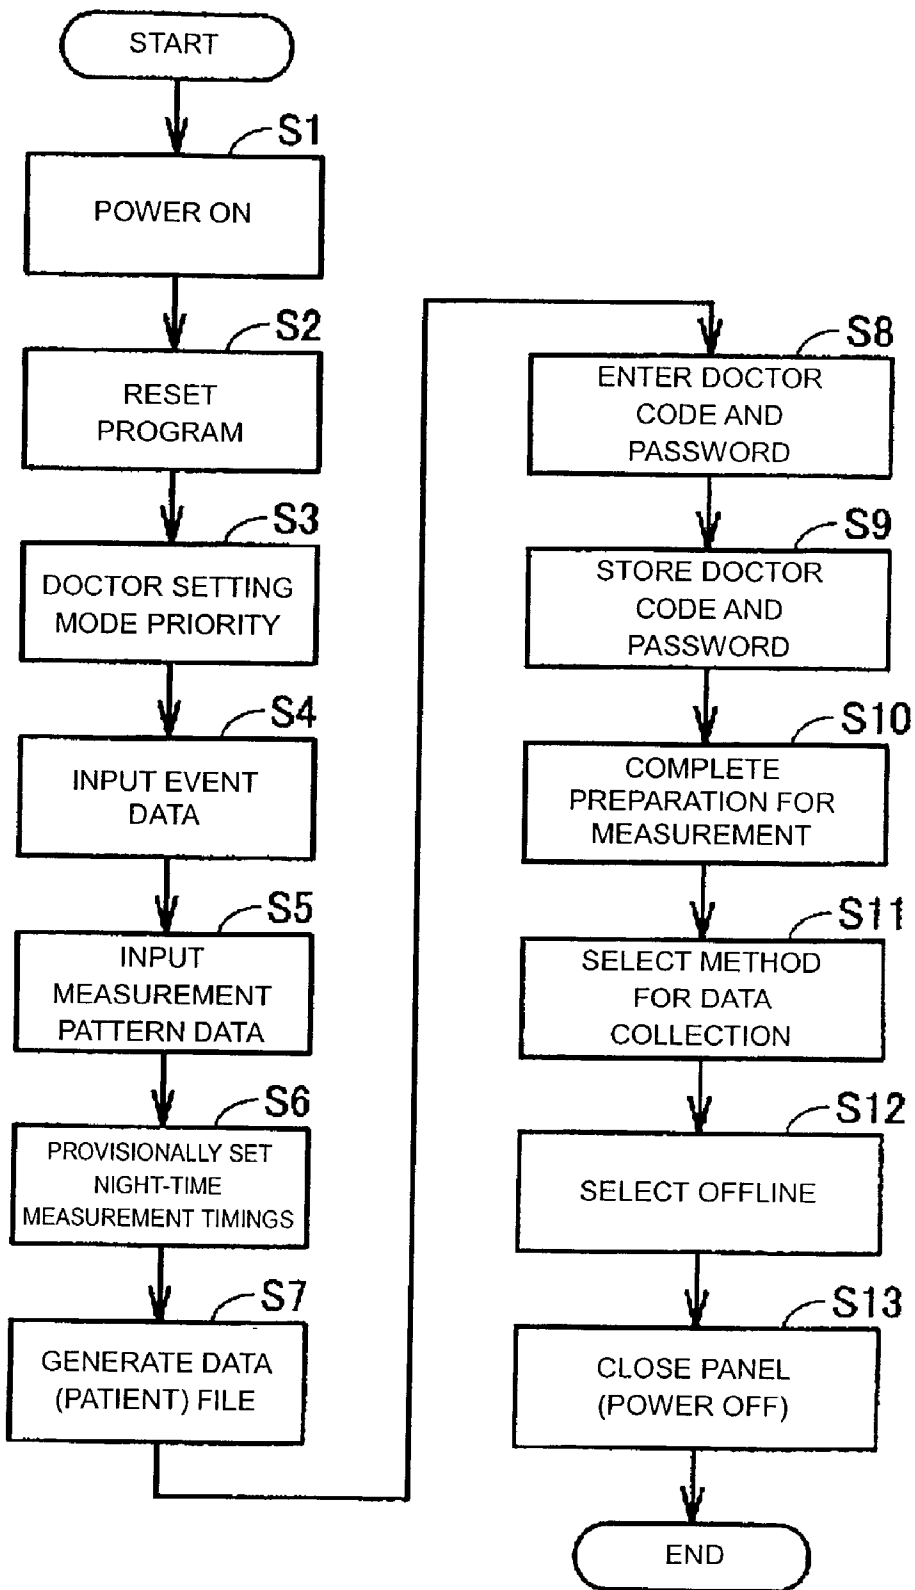 START
S1
POWER ON
S2
RESET
PROGRAM
S3
DOCTOR SETTING
MODE PRIORITY
S4
INPUT EVENT
DATA
S5
INPUT
MEASUREMENT
PATTERN DATA
S6
PROVISIONALLY SET
NIGHT-TIME
MEASUREMENT TIMINGS
S7
GENERATE DATA
(PATIENT) FILE
S8
ENTER DOCTOR
CODE AND
PASSWORD
S9
STORE DOCTOR
CODE AND
PASSWORD
S10
COMPLETE
PREPARATION FOR
MEASUREMENT
S11
SELECT METHOD
FOR DATA
COLLECTION
S12
SELECT OFFLINE
S13
CLOSE PANEL
(POWER OFF)
END